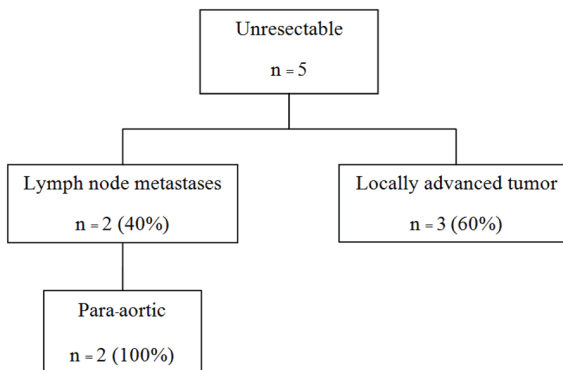 Unresectable
n = 5
Lymph node metastases
n = 2 (40%)
Locally advanced tumor
n = 3 (60%)
Para-aortic
n = 2 (100%)